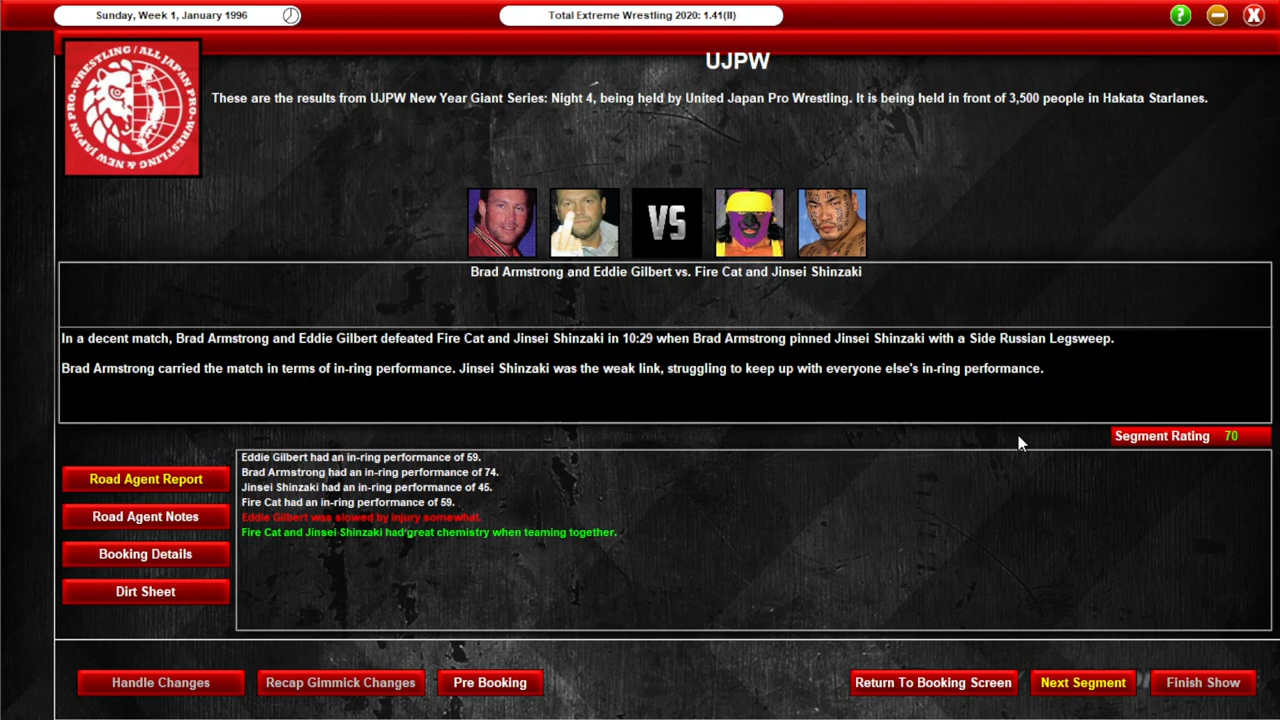 Sunday, Week 1, January 1996
Total Extreme Wrestling 2020: 1.41(II)
?
PRO-WRESTLING / ALL JAPAN PRO-WRESTLING & NEW JAPAN
UJPW
These are the results from UJPW New Year Giant Series: Night 4, being held by United Japan Pro Wrestling. It is being held in front of 3,500 people in Hakata Starlanes.
VS
Brad Armstrong and Eddie Gilbert vs. Fire Cat and Jinsei Shinzaki
In a decent match, Brad Armstrong and Eddie Gilbert defeated Fire Cat and Jinsei Shinzaki in 10:29 when Brad Armstrong pinned Jinsei Shinzaki with a Side Russian Legsweep.
Brad Armstrong carried the match in terms of in-ring performance. Jinsei Shinzaki was the weak link, struggling to keep up with everyone else's in-ring performance.
Segment Rating 70
Road Agent Report
Road Agent Notes
Booking Details
Dirt Sheet
Eddie Gilbert had an in-ring performance of 59.
Brad Armstrong had an in-ring performance of 74.
Jinsei Shinzaki had an in-ring performance of 45.
Fire Cat had an in-ring performance of 59.
Eddie Gilbert was slowed by injury somewhat.
Fire Cat and Jinsei Shinzaki had great chemistry when teaming together.
Handle Changes
Recap Gimmick Changes
Pre Booking
Return To Booking Screen
Next Segment
Finish Show